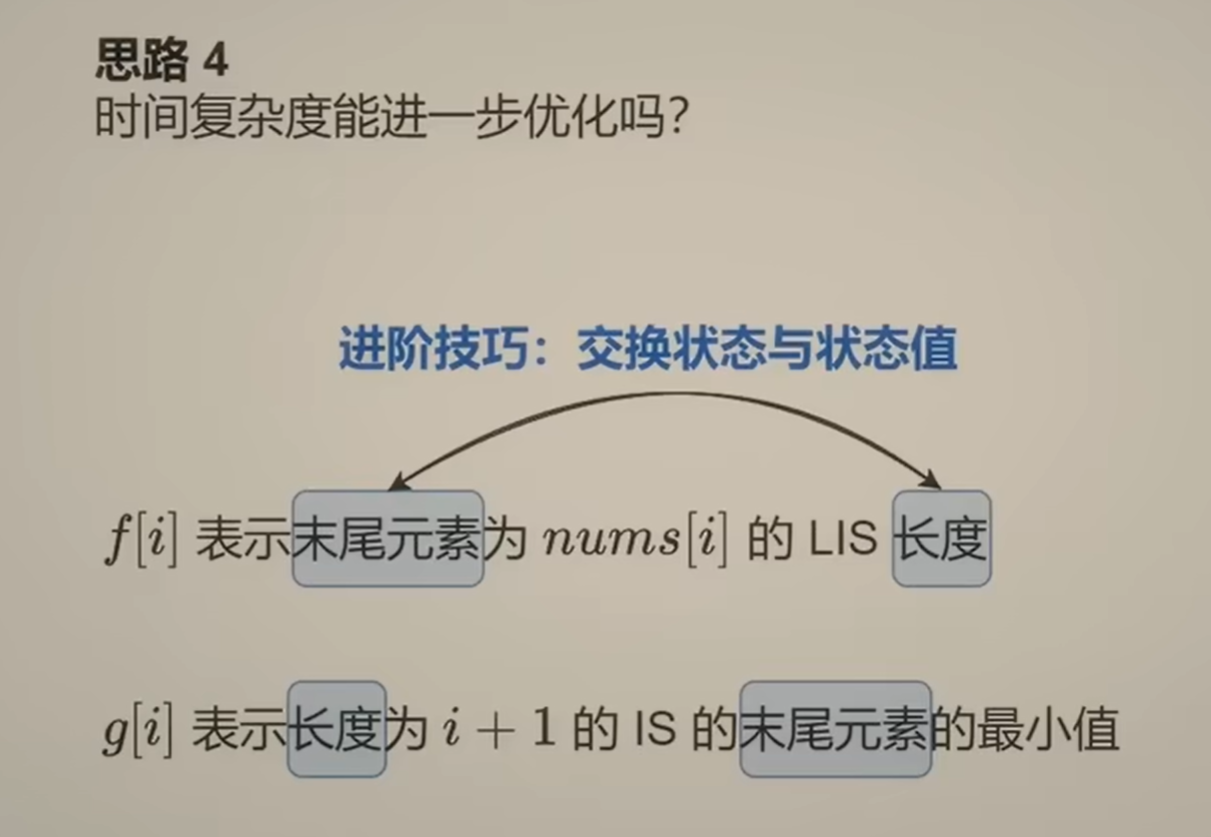 思路 4
时间复杂度能进一步优化吗？
进阶技巧：交换状态与状态值
f[i] 表示末尾元素为 nums[i] 的 LIS 长度
g[i] 表示长度为 i + 1 的 IS 的末尾元素的最小值